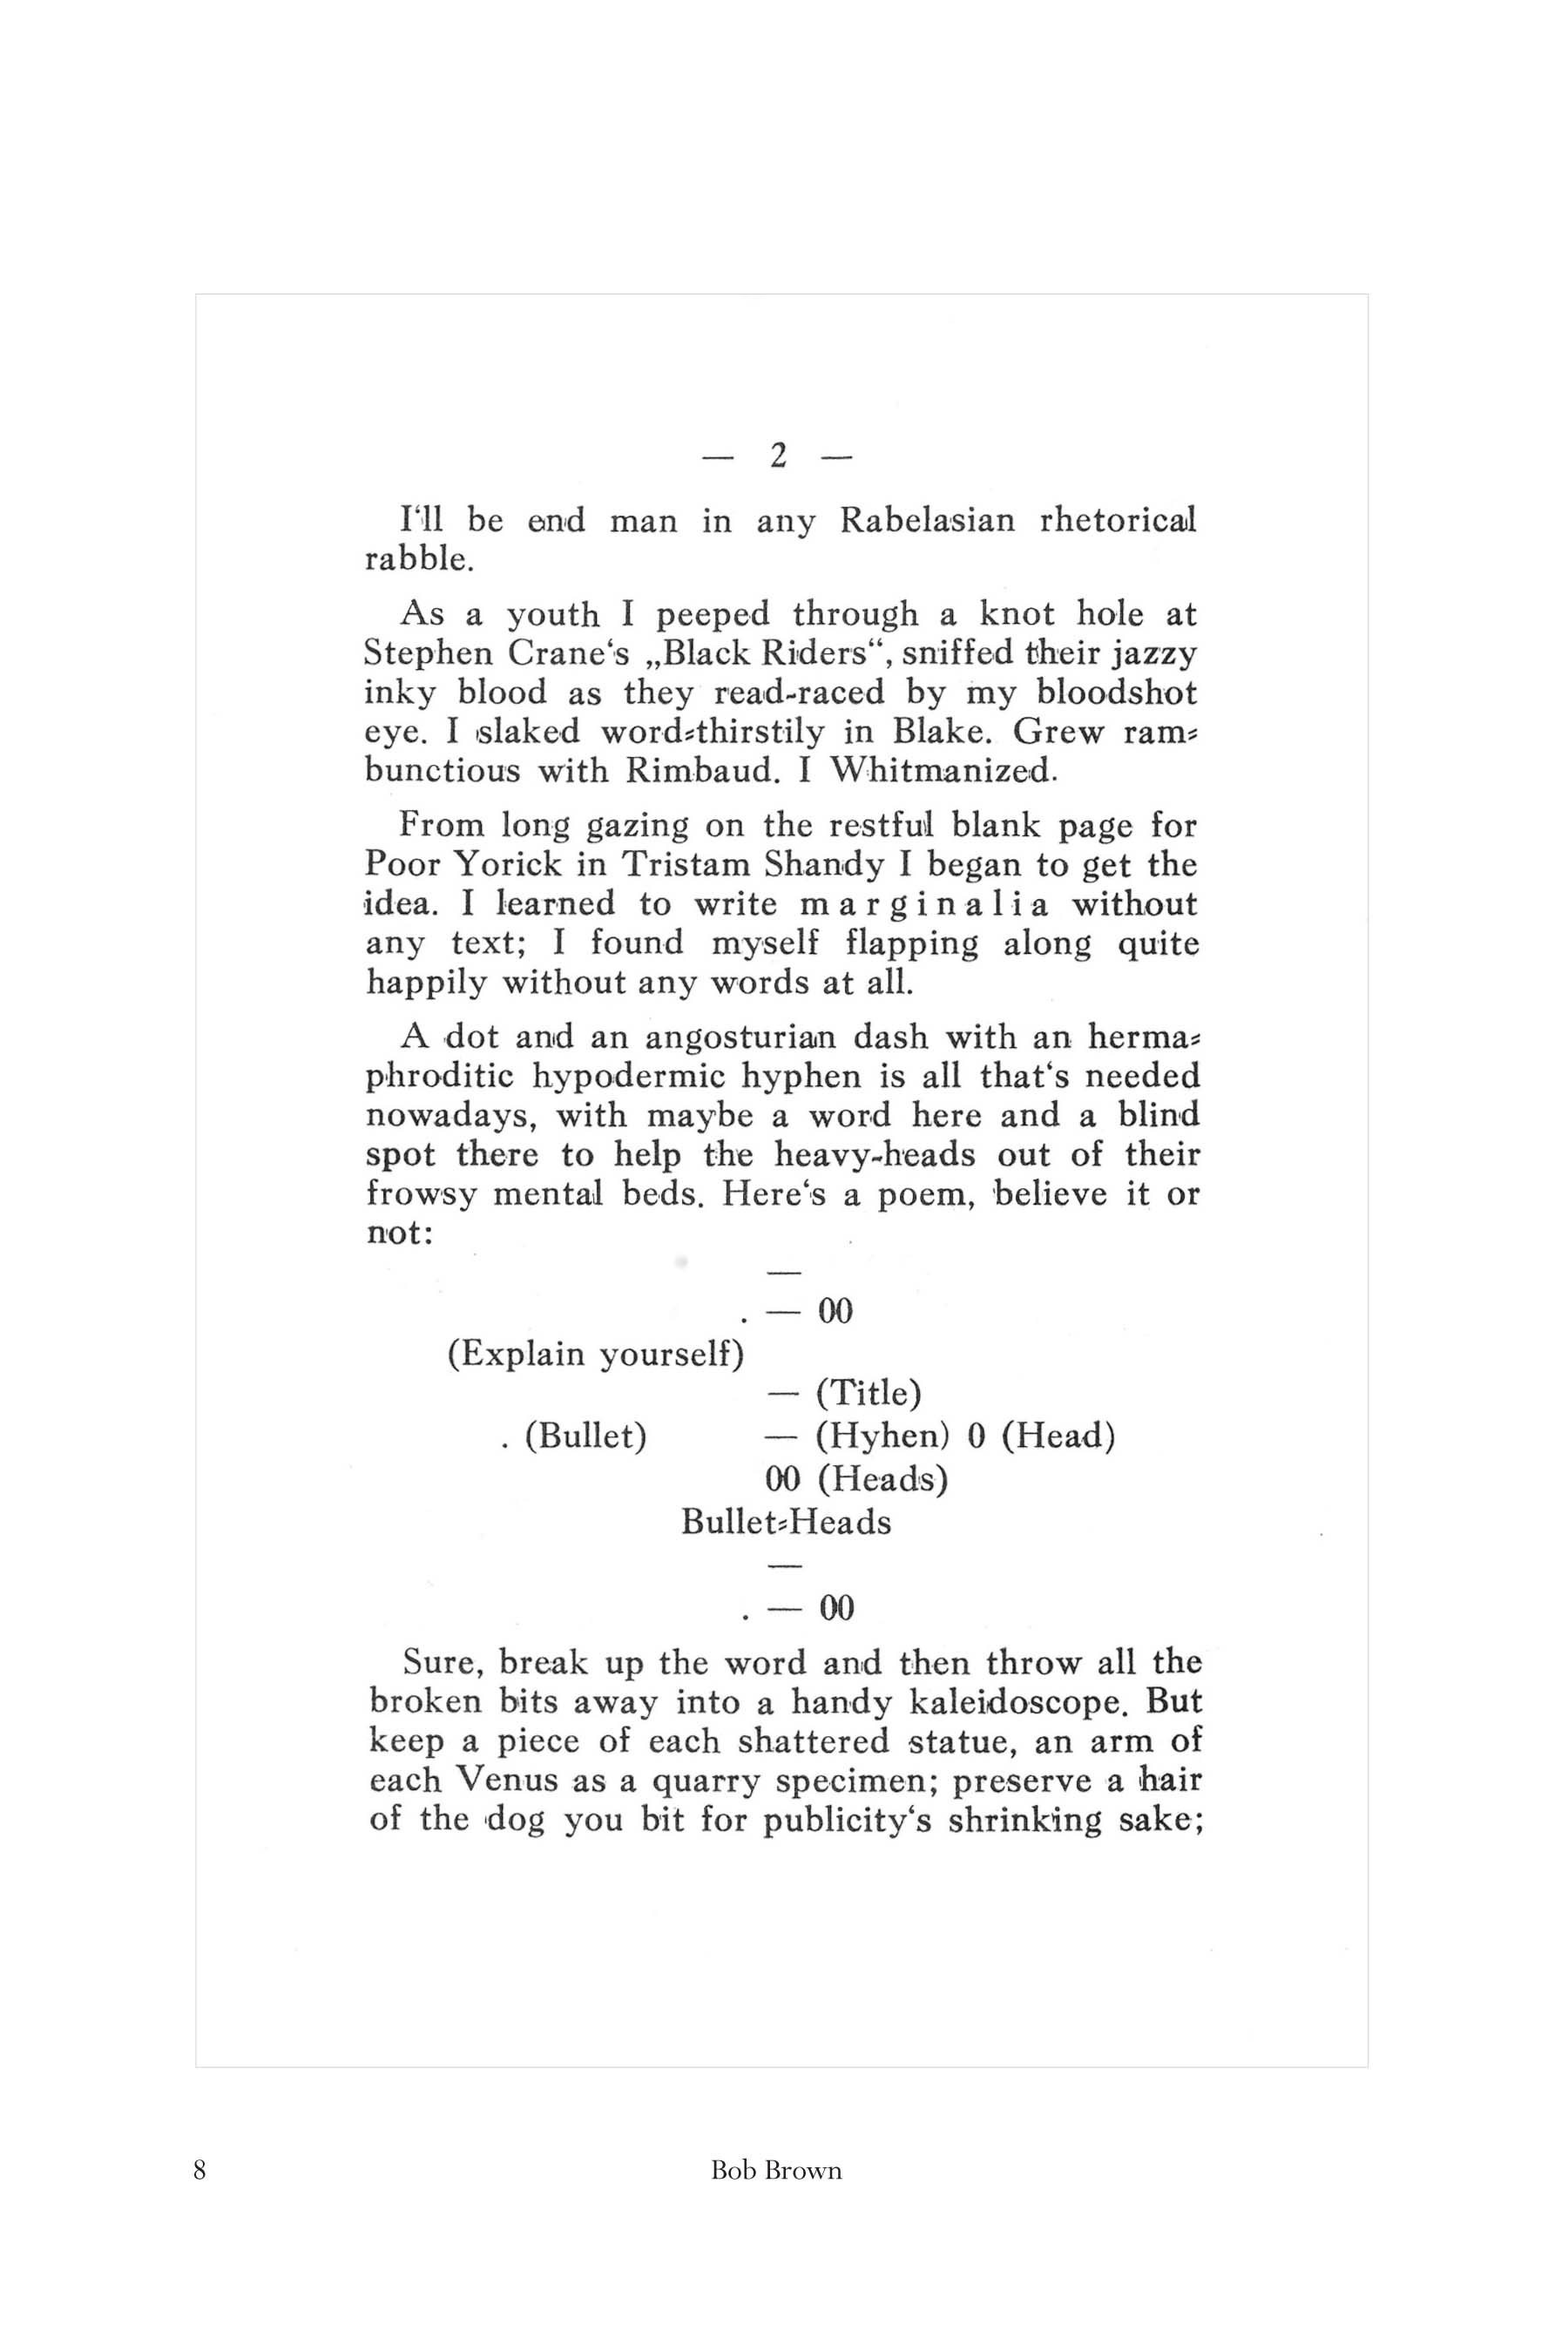 — 2 —
I‘ll be end man in any Rabelasian rhetorical
rabble.
As a youth I peeped through a knot hole at
Stephen Crane‘s „Black Riders“, sniffed their jazzy
inky blood as they read-raced by my bloodshot
eye. I slaked word-thirstily in Blake. Grew ram-
bunctious with Rimbaud. I Whitmanized.
From long gazing on the restful blank page for
Poor Yorick in Tristam Shandy I began to get the
idea. I learned to write marginalia without
any text; I found myself flapping along quite
happily without any words at all.
A dot and an angosturian dash with an herma-
phroditic hypodermic hyphen is all that‘s needed
nowadays, with maybe a word here and a blind
spot there to help the heavy-heads out of their
frowsy mental beds. Here‘s a poem, believe it or
not:
—
. — 00
(Explain yourself)
— (Title)
. (Bullet) — (Hyhen) 0 (Head)
00 (Heads)
Bullet-Heads
—
. — 00
Sure, break up the word and then throw all the
broken bits away into a handy kaleidoscope. But
keep a piece of each shattered statue, an arm of
each Venus as a quarry specimen; preserve a hair
of the dog you bit for publicity‘s shrinking sake;
8 Bob Brown